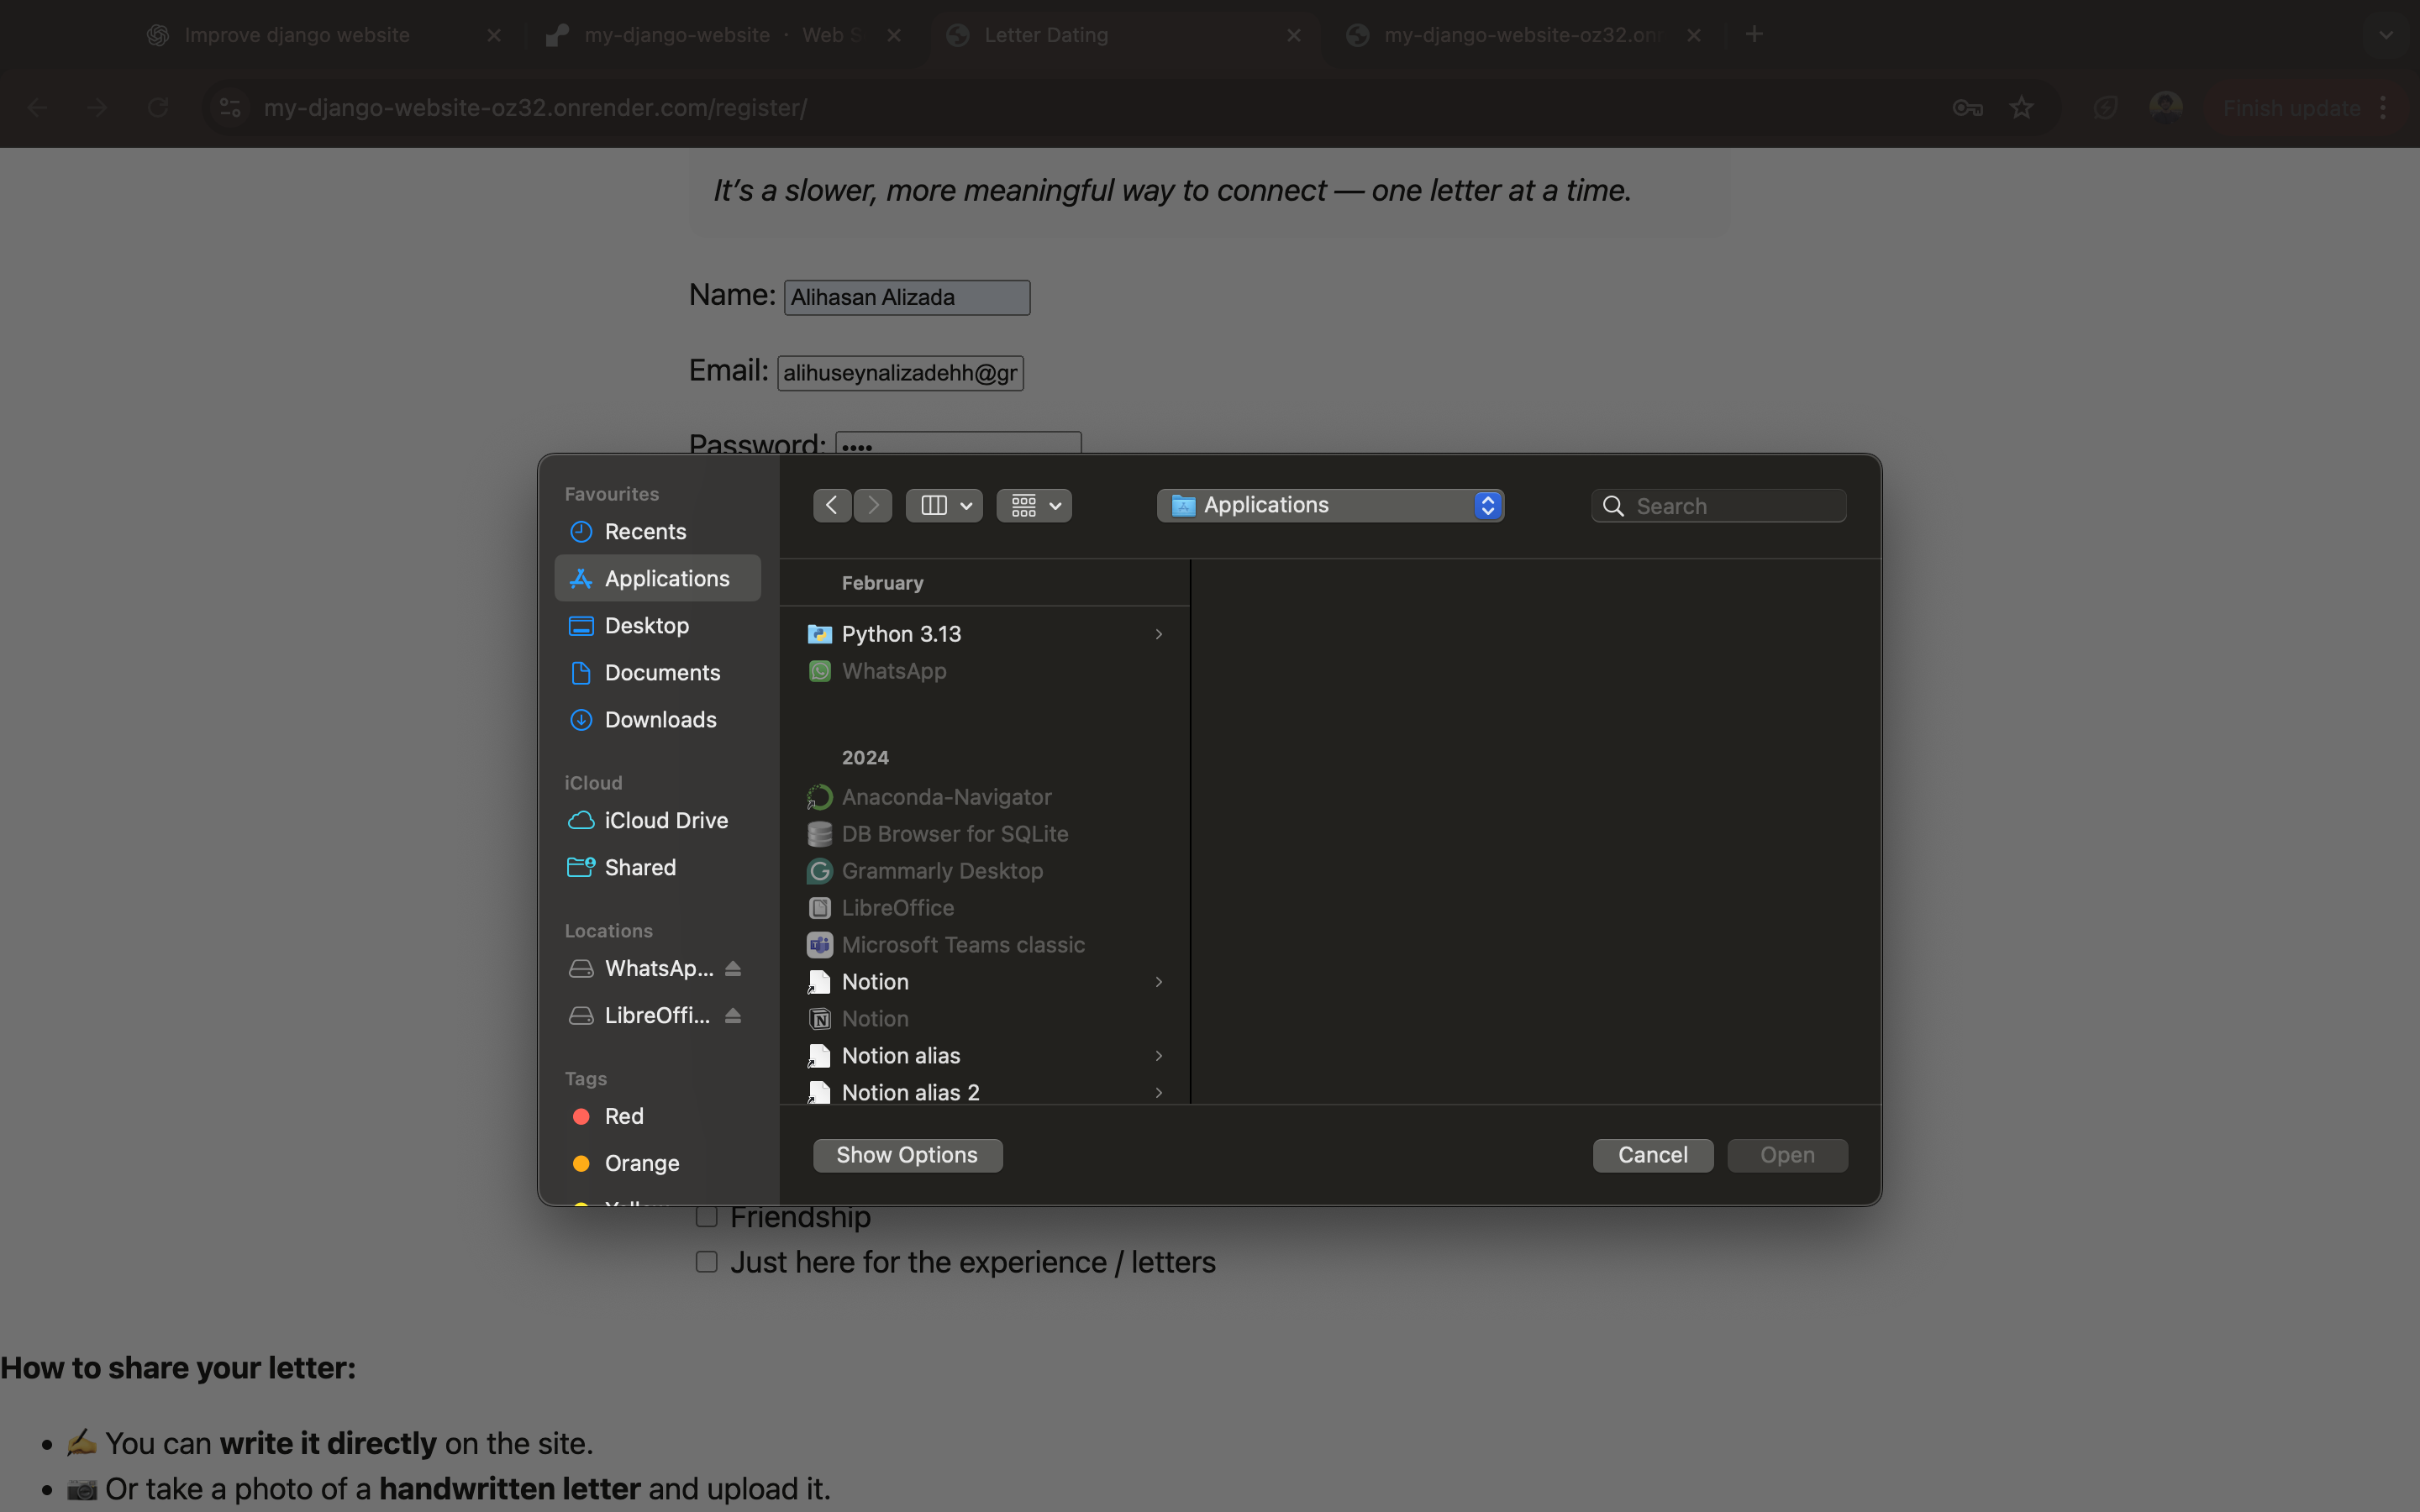 Improve django website
my-django-website · Web S
Letter Dating
my-django-website-oz32.onr
my-django-website-oz32.onrender.com/register/
Finish update
It’s a slower, more meaningful way to connect — one letter at a time.
Name: Alihasan Alizada
Email: alihuseynalizadehh@gr
Password: ••••
Favourites
Recents
Applications
Desktop
Documents
Downloads
iCloud
iCloud Drive
Shared
Locations
WhatsAp...
LibreOffi...
Tags
Red
Orange
Yellow
Applications
Search
February
Python 3.13
WhatsApp
2024
Anaconda-Navigator
DB Browser for SQLite
Grammarly Desktop
LibreOffice
Microsoft Teams classic
Notion
Notion
Notion alias
Notion alias 2
Show Options
Cancel
Open
Friendship
Just here for the experience / letters
How to share your letter:
• ✍️ You can write it directly on the site.
• 📷 Or take a photo of a handwritten letter and upload it.